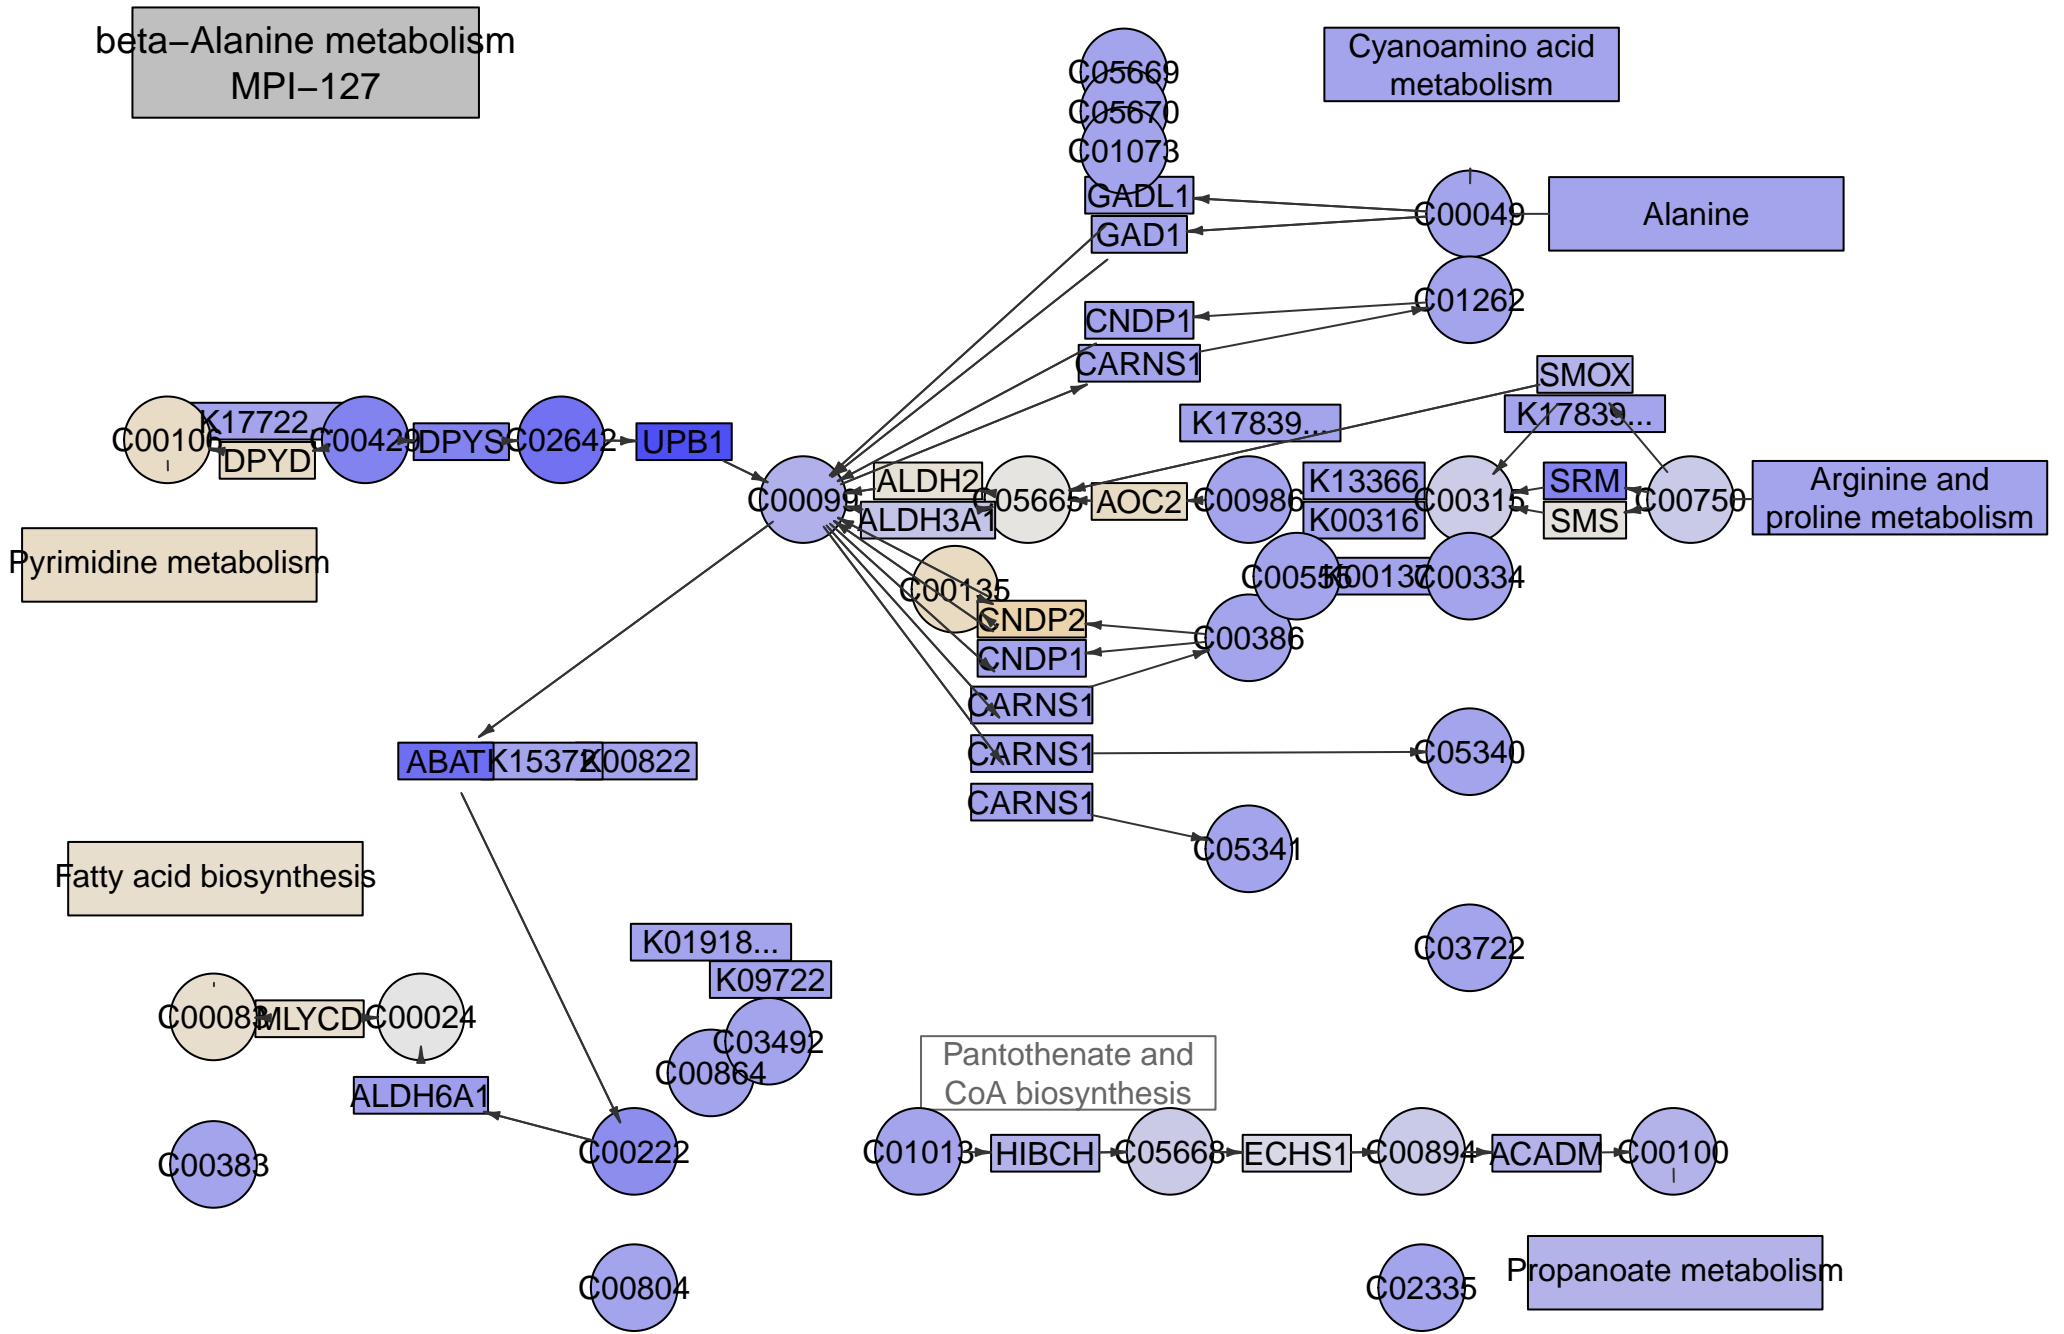 beta−Alanine metabolism
MPI−127
C05669
C05670
C01073
Cyanoamino acid
metabolism
GADL1
GAD1
C00049
Alanine
CNDP1
C01262
CARNS1
SMOX
K17839...
K17839...
C00106
K17722...
DPYD
C00429
DPYS
C02642
UPB1
C00099
ALDH2
ALDH3A1
C05665
AOC2
C00986
K13366
K00316
C00315
SRM
SMS
C00750
Arginine and
proline metabolism
Pyrimidine metabolism
C00135
C00555
K00137
C00334
CNDP2
CNDP1
C00386
CARNS1
CARNS1
CARNS1
C05340
C05341
ABAT
K15372
K00822
Fatty acid biosynthesis
K01918...
K09722
C03722
C00083
MLYCD
C00024
C03492
C00864
ALDH6A1
Pantothenate and
CoA biosynthesis
C00383
C00222
C01013
HIBCH
C05668
ECHS1
C00894
ACADM
C00100
C00804
C02335
Propanoate metabolism